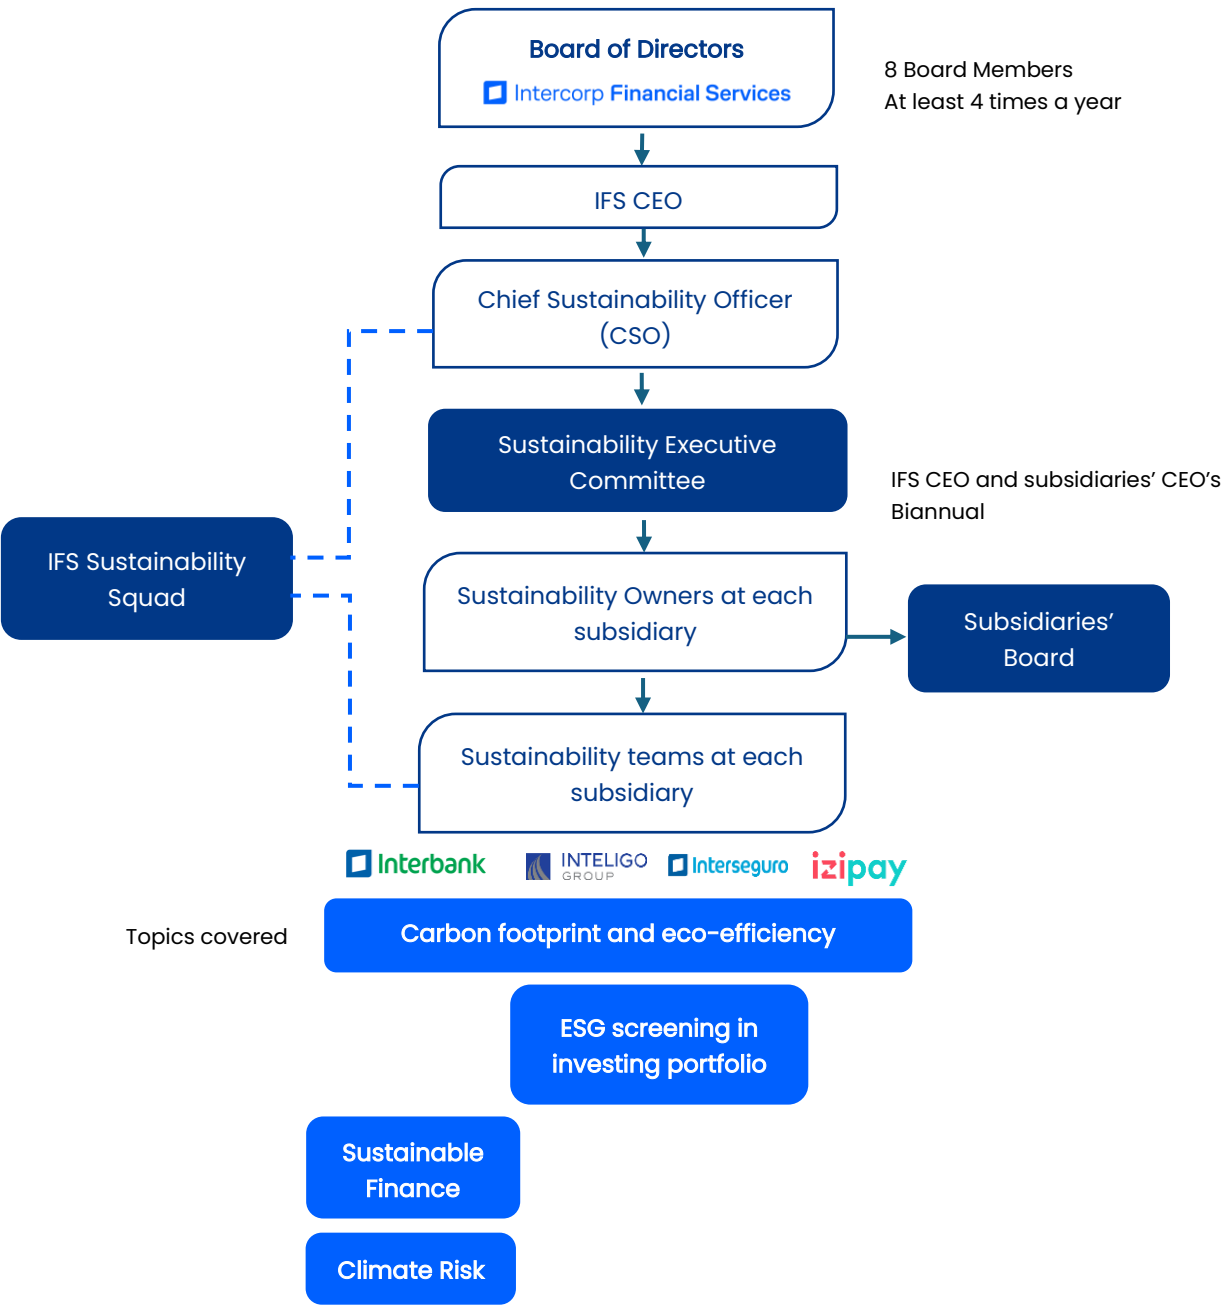 Board of Directors
Intercorp Financial Services
8 Board Members
At least 4 times a year
IFS CEO
Chief Sustainability Officer
(CSO)
Sustainability Executive
Committee
IFS CEO and subsidiaries’ CEO’s
Biannual
IFS Sustainability
Squad
Sustainability Owners at each
subsidiary
Subsidiaries’
Board
Sustainability teams at each
subsidiary
Interbank
INTELIGO
GROUP
Interseguro
izipay
Topics covered
Carbon footprint and eco-efficiency
ESG screening in
investing portfolio
Sustainable
Finance
Climate Risk